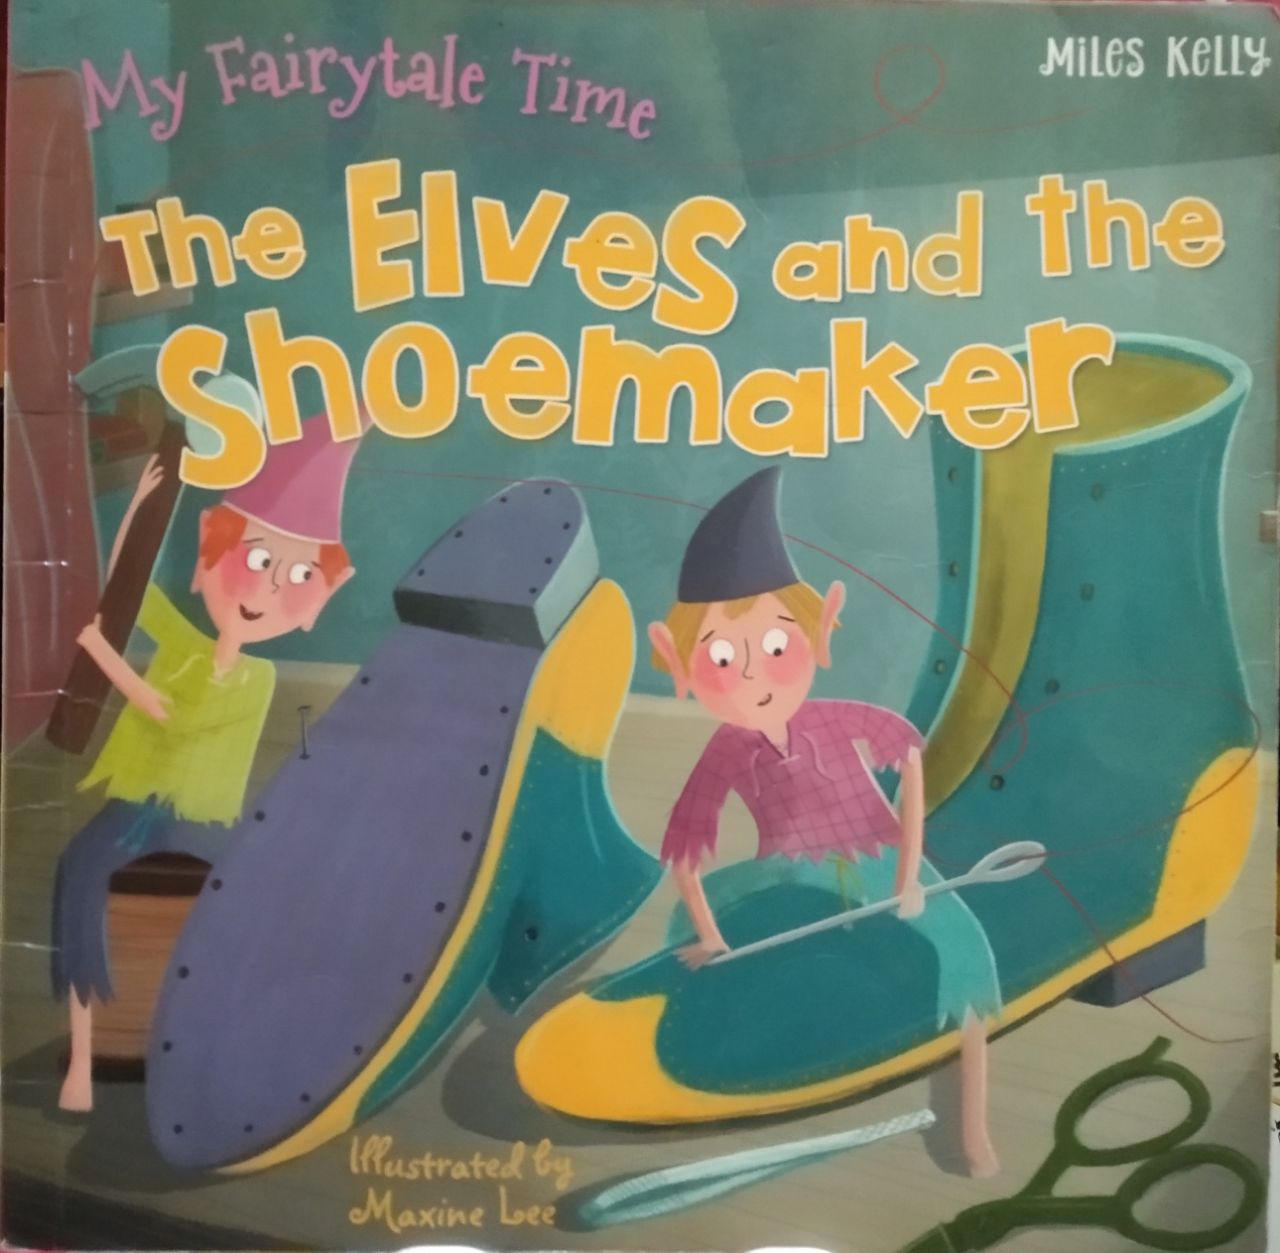 My Fairytale Time
Miles Kelly
The Elves and the
Shoemaker
Illustrated by
Maxine Lee